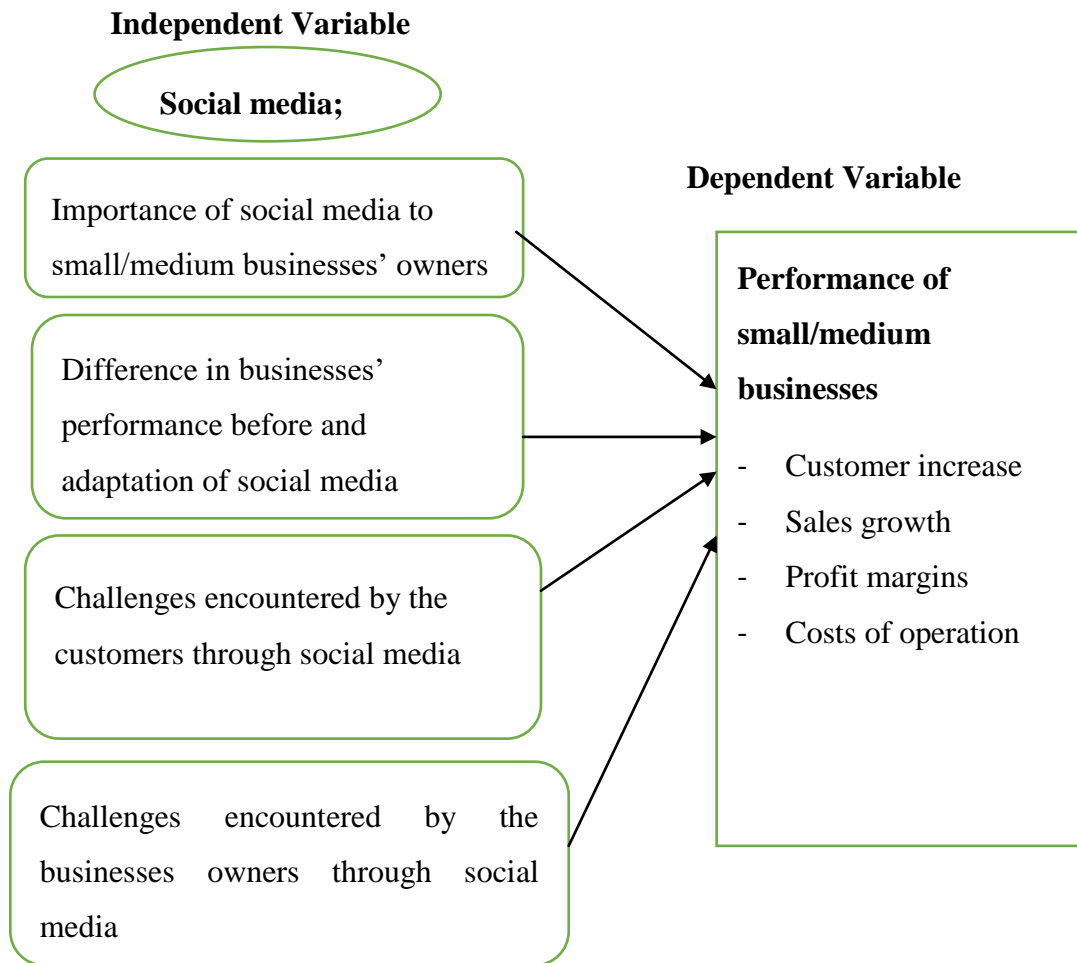 Independent Variable
Social media;
Importance of social media to
small/medium businesses’ owners
Difference in businesses’
performance before and
adaptation of social media
Challenges encountered by the
customers through social media
Challenges encountered by the
businesses owners through social
media
Dependent Variable
Performance of
small/medium
businesses
- Customer increase
- Sales growth
- Profit margins
- Costs of operation